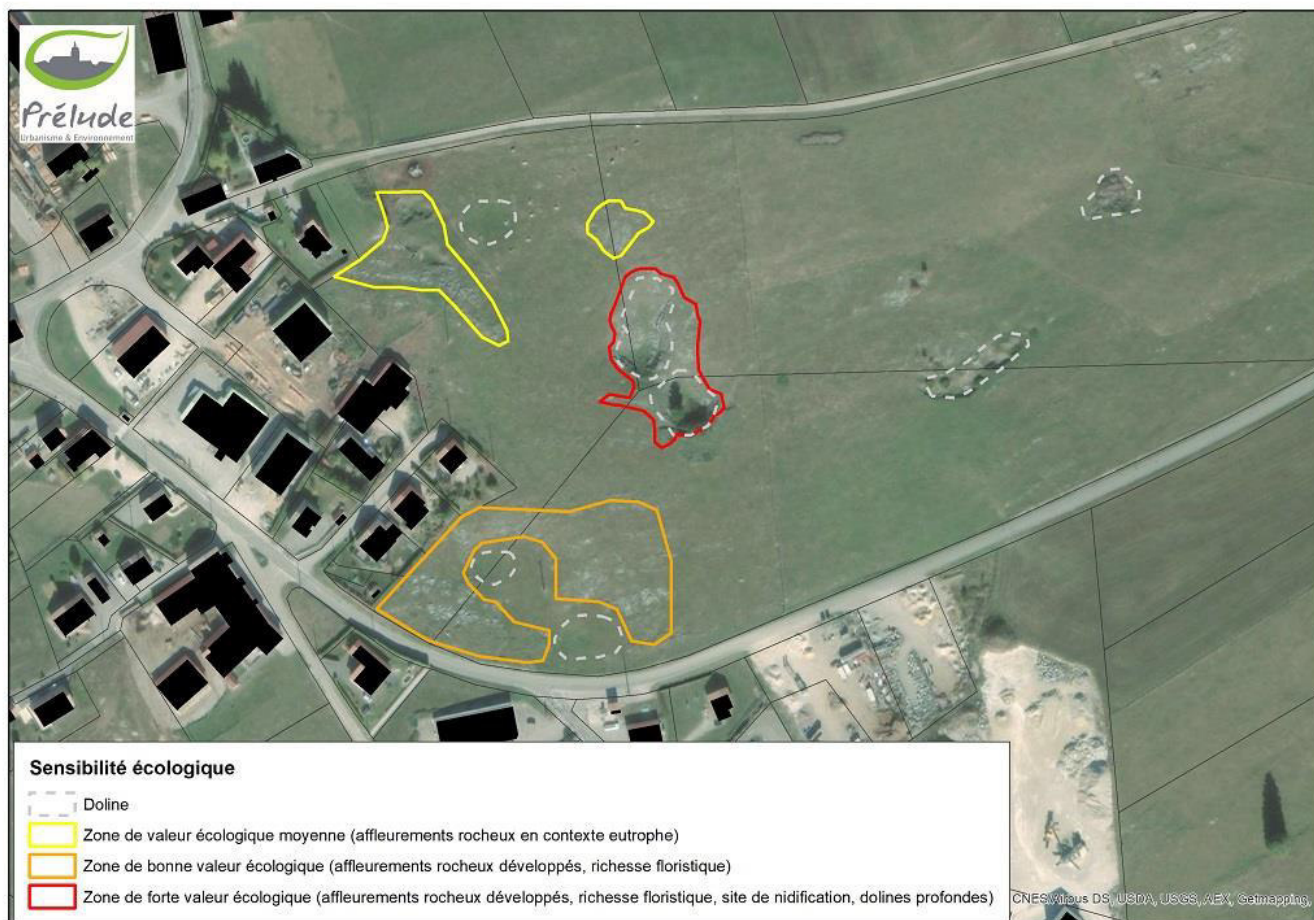 Prélude
Urbanisme & Environnement
Sensibilité écologique
Doline
Zone de valeur écologique moyenne (affleurements rocheux en contexte eutrophe)
Zone de bonne valeur écologique (affleurements rocheux développés, richesse floristique)
Zone de forte valeur écologique (affleurements rocheux développés, richesse floristique, site de nidification, dolines profondes)
CNES/Airbus DS, USDA, USGS, AEX, Getmapping,